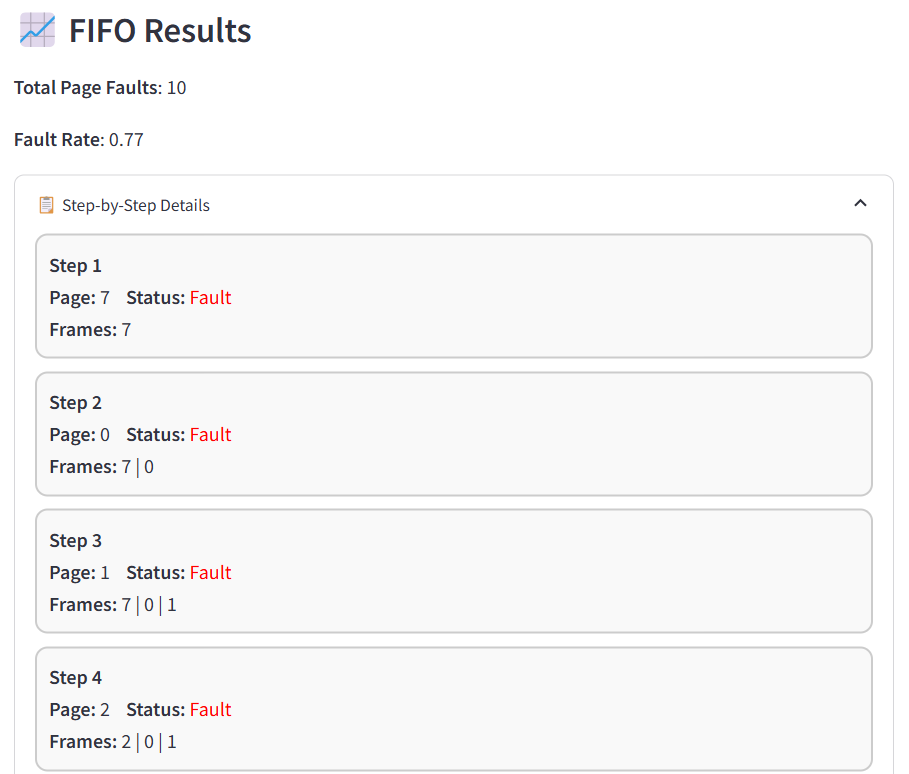 FIFO Results
Total Page Faults: 10
Fault Rate: 0.77
Step-by-Step Details
Step 1
Page: 7 Status: Fault
Frames: 7
Step 2
Page: 0 Status: Fault
Frames: 7 | 0
Step 3
Page: 1 Status: Fault
Frames: 7 | 0 | 1
Step 4
Page: 2 Status: Fault
Frames: 2 | 0 | 1